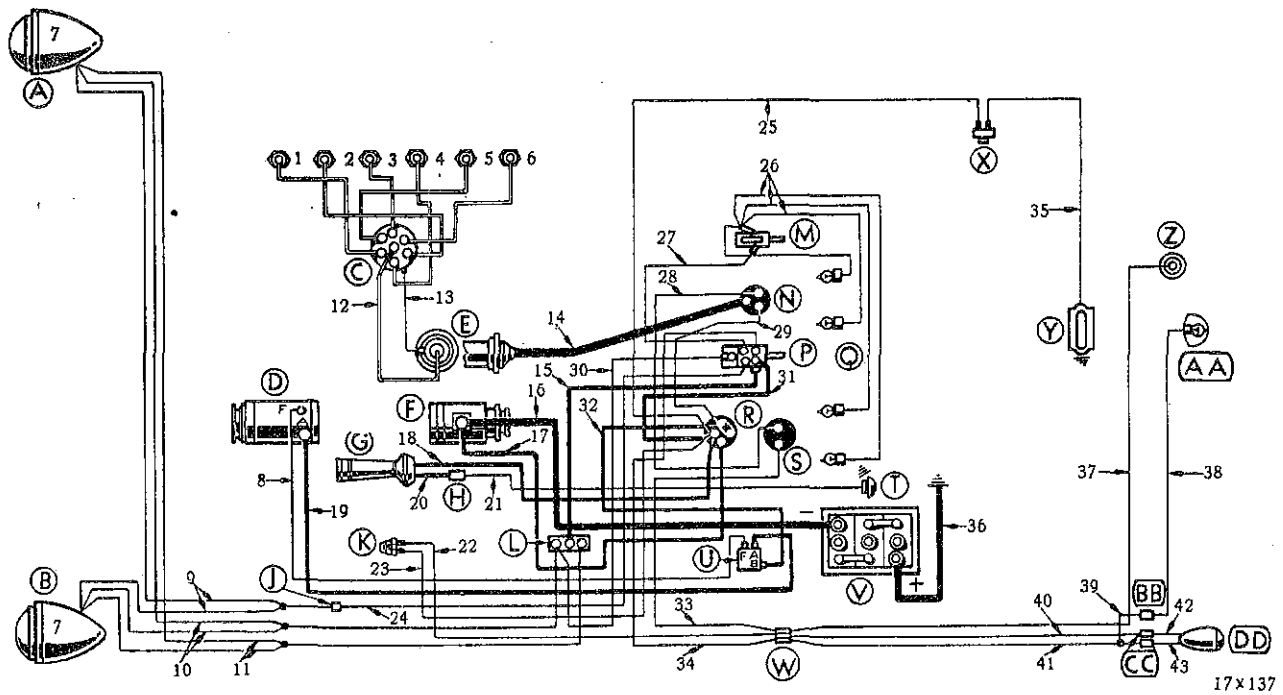 7
A
1 2 3 4 5 6
25
X
26
M
35
Z
27
28
C
N
12
13
E
14
29
Y
Q
P
AA
30
15
31
D
F
F
16
32
R
G
18
17
S
37
38
8
19
20
H
21
T
36
K
22
L
U
F A
B
-
V
+
23
B
9
J
24
33
39
BB
40
42
7
10
11
34
W
41
CC
43
DD
17x137